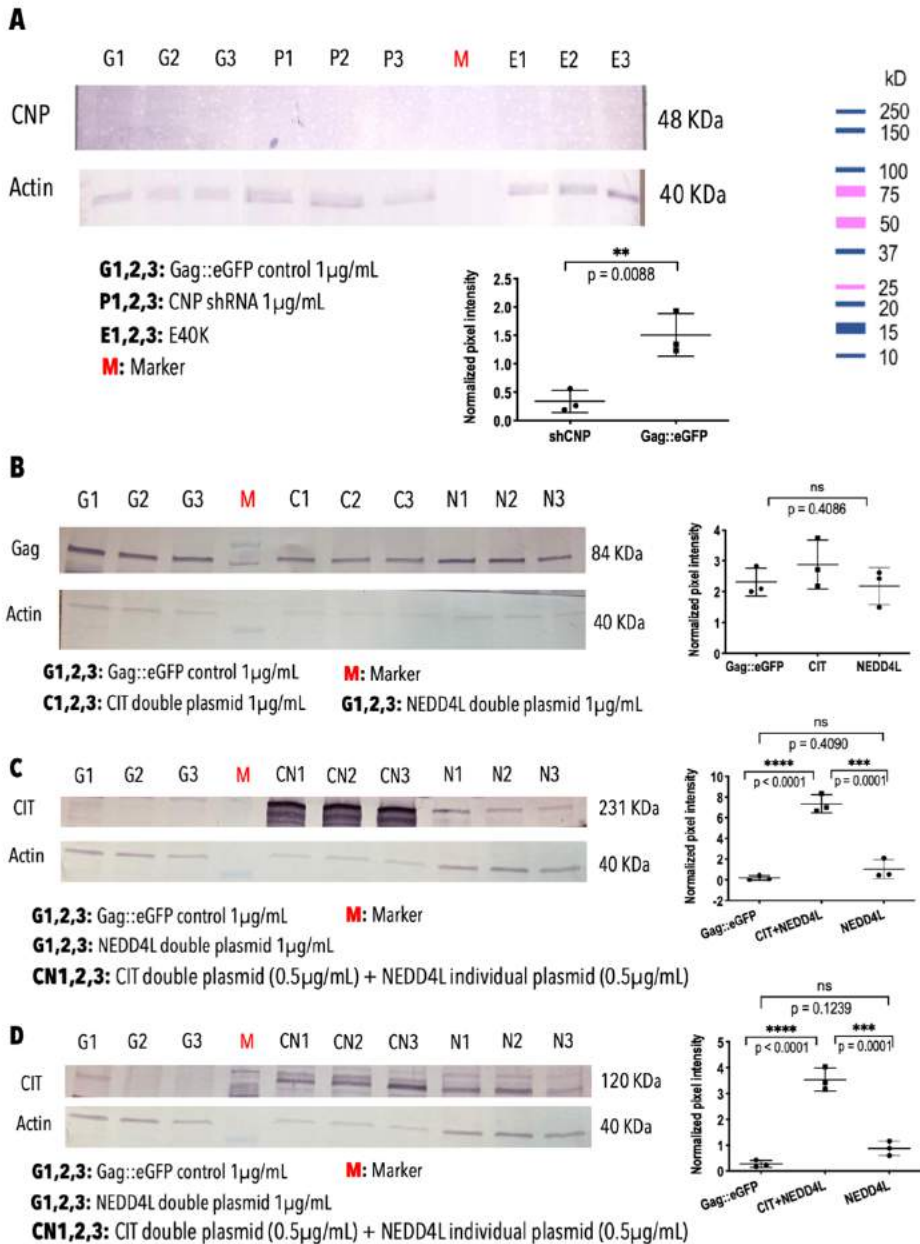 A
G1 G2 G3 P1 P2 P3 M E1 E2 E3
CNP
48 KDa
Actin
40 KDa
kD
250
150
100
75
50
37
25
20
15
10
G1,2,3: Gag::eGFP control 1µg/mL
P1,2,3: CNP shRNA 1µg/mL
E1,2,3: E40K
M: Marker
**
p = 0.0088
Normalized pixel intensity
2.5
2.0
1.5
1.0
0.5
0.0
shCNP Gag::eGFP
B
G1 G2 G3 M C1 C2 C3 N1 N2 N3
Gag
84 KDa
Actin
40 KDa
G1,2,3: Gag::eGFP control 1µg/mL M: Marker
C1,2,3: CIT double plasmid 1µg/mL G1,2,3: NEDD4L double plasmid 1µg/mL
ns
p = 0.4086
Normalized pixel intensity
5
4
3
2
1
0
Gag::eGFP CIT NEDD4L
C
G1 G2 G3 M CN1 CN2 CN3 N1 N2 N3
CIT
231 KDa
Actin
40 KDa
G1,2,3: Gag::eGFP control 1µg/mL M: Marker
G1,2,3: NEDD4L double plasmid 1µg/mL
CN1,2,3: CIT double plasmid (0.5µg/mL) + NEDD4L individual plasmid (0.5µg/mL)
ns
p = 0.4090
**** ***
p < 0.0001 p = 0.0001
Normalized pixel intensity
10
8
6
4
2
0
-2
Gag::eGFP CIT+NEDD4L NEDD4L
D
G1 G2 G3 M CN1 CN2 CN3 N1 N2 N3
CIT
120 KDa
Actin
40 KDa
G1,2,3: Gag::eGFP control 1µg/mL M: Marker
G1,2,3: NEDD4L double plasmid 1µg/mL
CN1,2,3: CIT double plasmid (0.5µg/mL) + NEDD4L individual plasmid (0.5µg/mL)
ns
p = 0.1239
**** ***
p < 0.0001 p = 0.0001
Normalized pixel intensity
5
4
3
2
1
0
Gag::eGFP CIT+NEDD4L NEDD4L